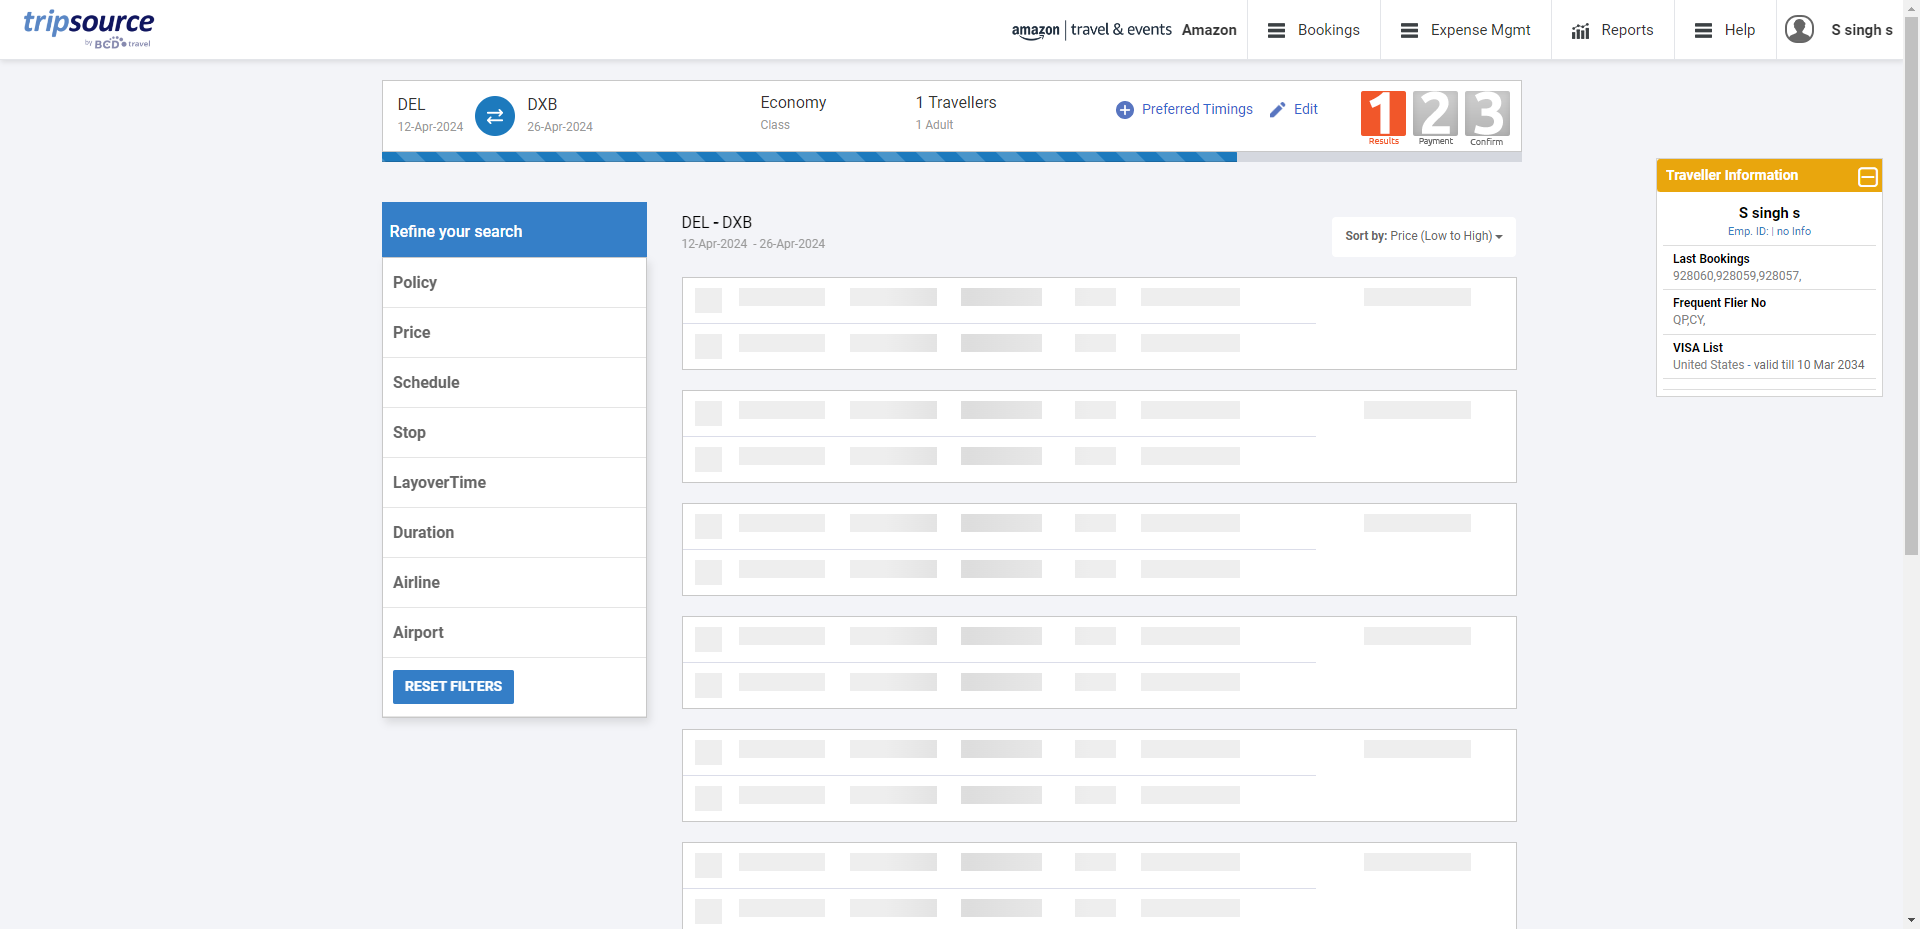 tripsource
by BCD travel
amazon | travel & events Amazon
Bookings
Expense Mgmt
Reports
Help
S singh s
DEL
12-Apr-2024
DXB
26-Apr-2024
Economy
Class
1 Travellers
1 Adult
Preferred Timings
Edit
1
Results
2
Payment
3
Confirm
Refine your search
Policy
Price
Schedule
Stop
LayoverTime
Duration
Airline
Airport
RESET FILTERS
DEL - DXB
12-Apr-2024 - 26-Apr-2024
Sort by: Price (Low to High)
Traveller Information
S singh s
Emp. ID: | no Info
Last Bookings
928060,928059,928057,
Frequent Flier No
QP,CY,
VISA List
United States - valid till 10 Mar 2034